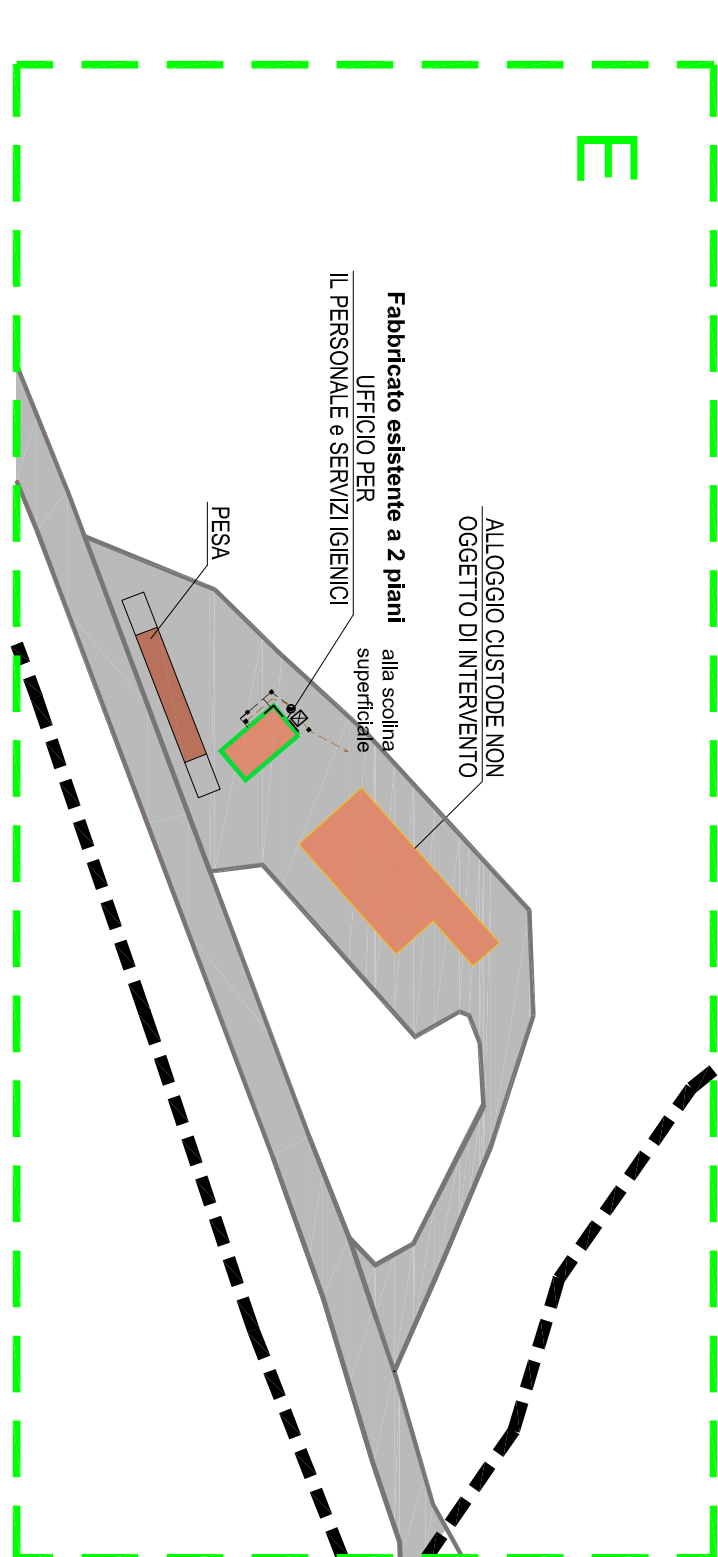 E
ALLOGGIO CUSTODE NON
OGGETTO DI INTERVENTO
Fabbricato esistente a 2 piani
UFFICIO PER
IL PERSONALE e SERVIZI IGIENICI
alla scolina
superficiale
PESA